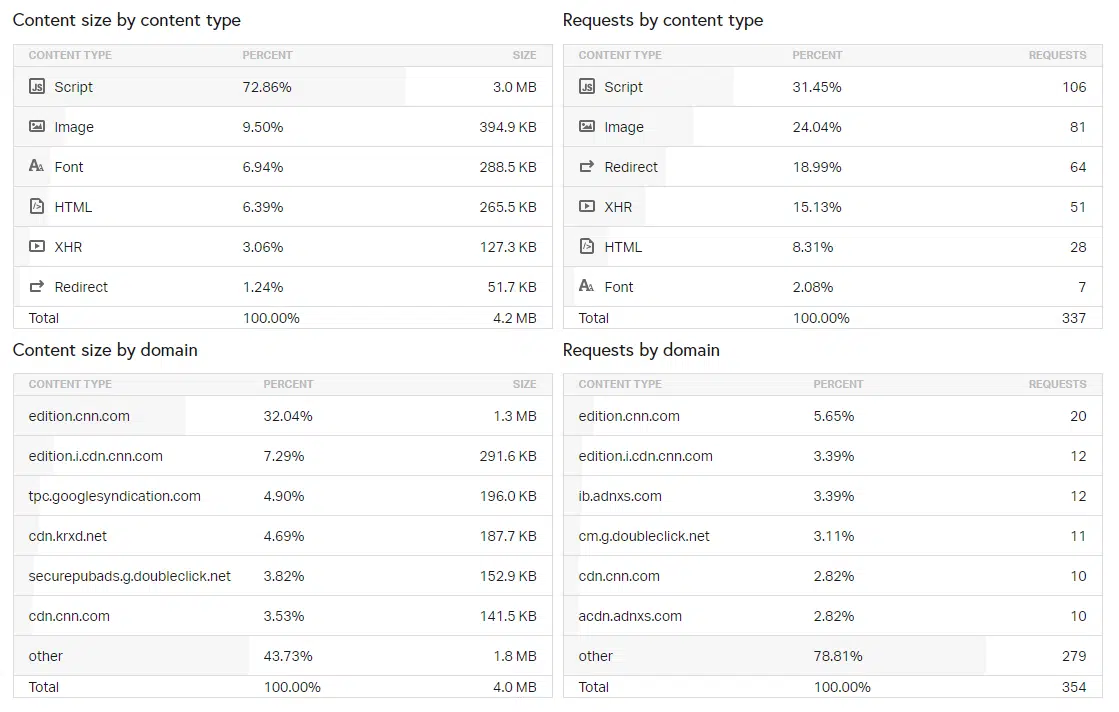 Content size by content type
CONTENT TYPE PERCENT SIZE
Script 72.86% 3.0 MB
Image 9.50% 394.9 KB
Font 6.94% 288.5 KB
HTML 6.39% 265.5 KB
XHR 3.06% 127.3 KB
Redirect 1.24% 51.7 KB
Total 100.00% 4.2 MB
Requests by content type
CONTENT TYPE PERCENT REQUESTS
Script 31.45% 106
Image 24.04% 81
Redirect 18.99% 64
XHR 15.13% 51
HTML 8.31% 28
Font 2.08% 7
Total 100.00% 337
Content size by domain
CONTENT TYPE PERCENT SIZE
edition.cnn.com 32.04% 1.3 MB
edition.i.cdn.cnn.com 7.29% 291.6 KB
tpc.googlesyndication.com 4.90% 196.0 KB
cdn.krxd.net 4.69% 187.7 KB
securepubads.g.doubleclick.net 3.82% 152.9 KB
cdn.cnn.com 3.53% 141.5 KB
other 43.73% 1.8 MB
Total 100.00% 4.0 MB
Requests by domain
CONTENT TYPE PERCENT REQUESTS
edition.cnn.com 5.65% 20
edition.i.cdn.cnn.com 3.39% 12
ib.adnxs.com 3.39% 12
cm.g.doubleclick.net 3.11% 11
cdn.cnn.com 2.82% 10
acdn.adnxs.com 2.82% 10
other 78.81% 279
Total 100.00% 354